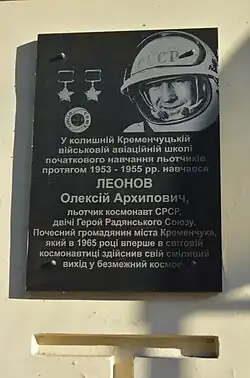 СССР
У колишній Кременчуцькій
військовій авіаційній школі
початкового навчання льотчиків
протягом 1953 - 1955 рр. навчався
ЛЕОНОВ
Олексій Архипович,
льотчик космонавт СРСР,
двічі Герой Радянського Союзу,
Почесний громадянин міста Кременчука,
який в 1965 році вперше в світовій
космонавтиці здійснив свій сміливий
вихід у безмежний космос.